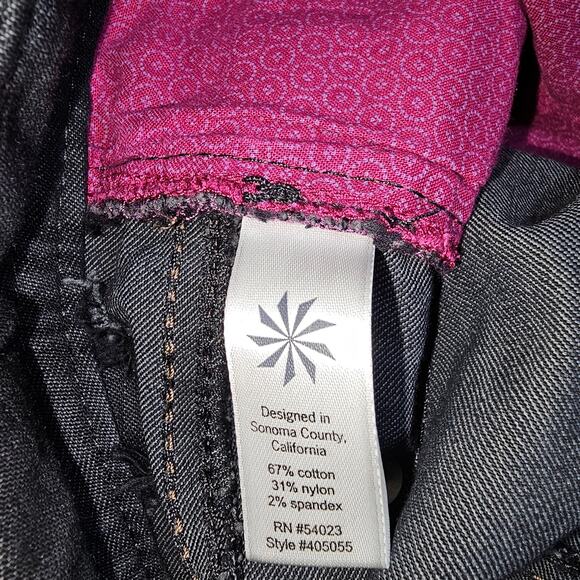 Designed in
Sonoma County,
California
67% cotton
31% nylon
2% spandex
RN #54023
Style #405055